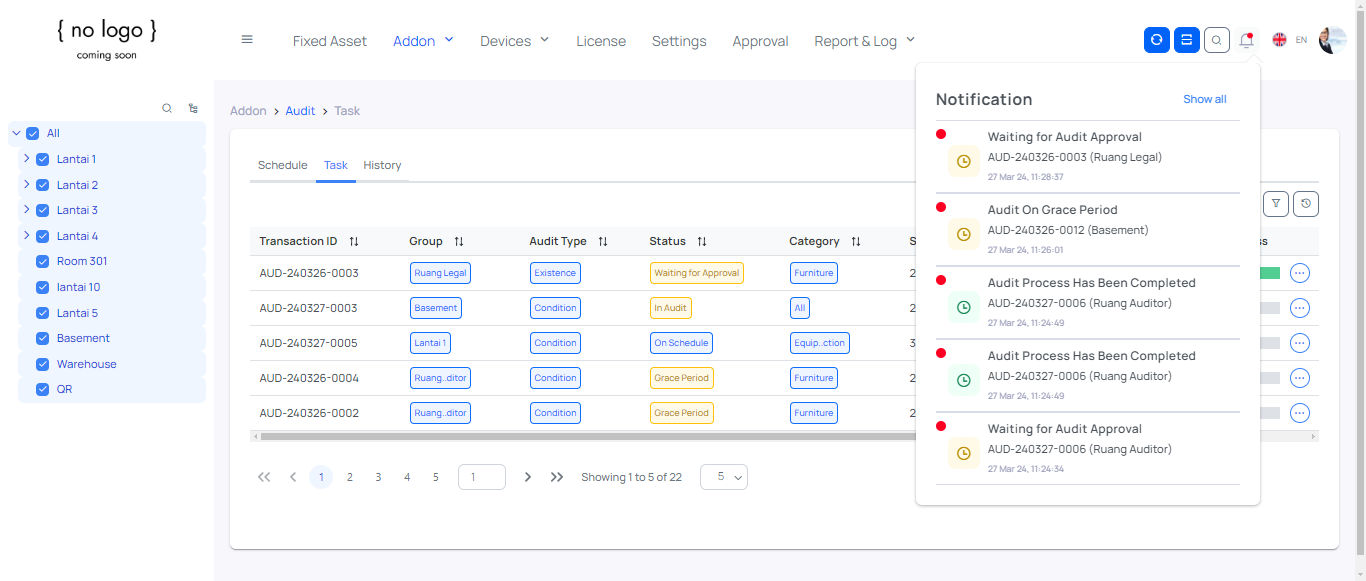 { no logo }
coming soon
Fixed Asset Addon Devices License Settings Approval Report & Log EN
Notification Show all
Waiting for Audit Approval
AUD-240326-0003 (Ruang Legal)
27 Mar 24, 11:28:37
Audit On Grace Period
AUD-240326-0012 (Basement)
27 Mar 24, 11:26:01
Audit Process Has Been Completed
AUD-240327-0006 (Ruang Auditor)
27 Mar 24, 11:24:49
Audit Process Has Been Completed
AUD-240327-0006 (Ruang Auditor)
27 Mar 24, 11:24:49
Waiting for Audit Approval
AUD-240327-0006 (Ruang Auditor)
27 Mar 24, 11:24:34
All
Lantai 1
Lantai 2
Lantai 3
Lantai 4
Room 301
lantai 10
Lantai 5
Basement
Warehouse
QR
Addon > Audit > Task
Schedule Task History
Transaction ID Group Audit Type Status Category
AUD-240326-0003 Ruang Legal Existence Waiting for Approval Furniture
AUD-240327-0003 Basement Condition In Audit All
AUD-240327-0005 Lantai 1 Condition On Schedule Equip..ction
AUD-240326-0004 Ruang..ditor Condition Grace Period Furniture
AUD-240326-0002 Ruang..ditor Condition Grace Period Furniture
1 2 3 4 5 1 Showing 1 to 5 of 22 5